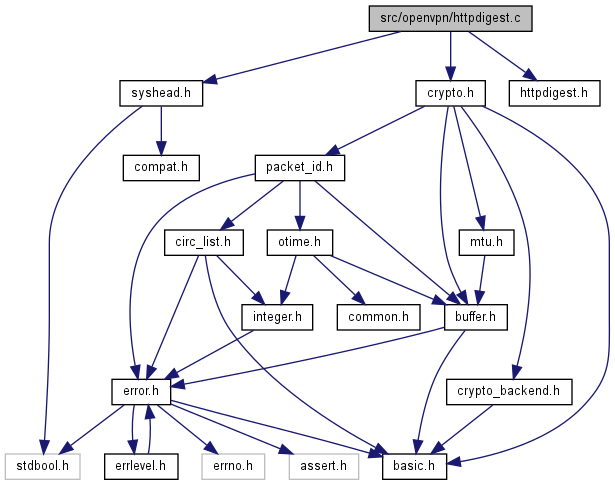 src/openvpn/httpdigest.c
syshead.h
crypto.h
httpdigest.h
compat.h
packet_id.h
circ_list.h
otime.h
mtu.h
integer.h
common.h
buffer.h
error.h
crypto_backend.h
stdbool.h
errlevel.h
errno.h
assert.h
basic.h